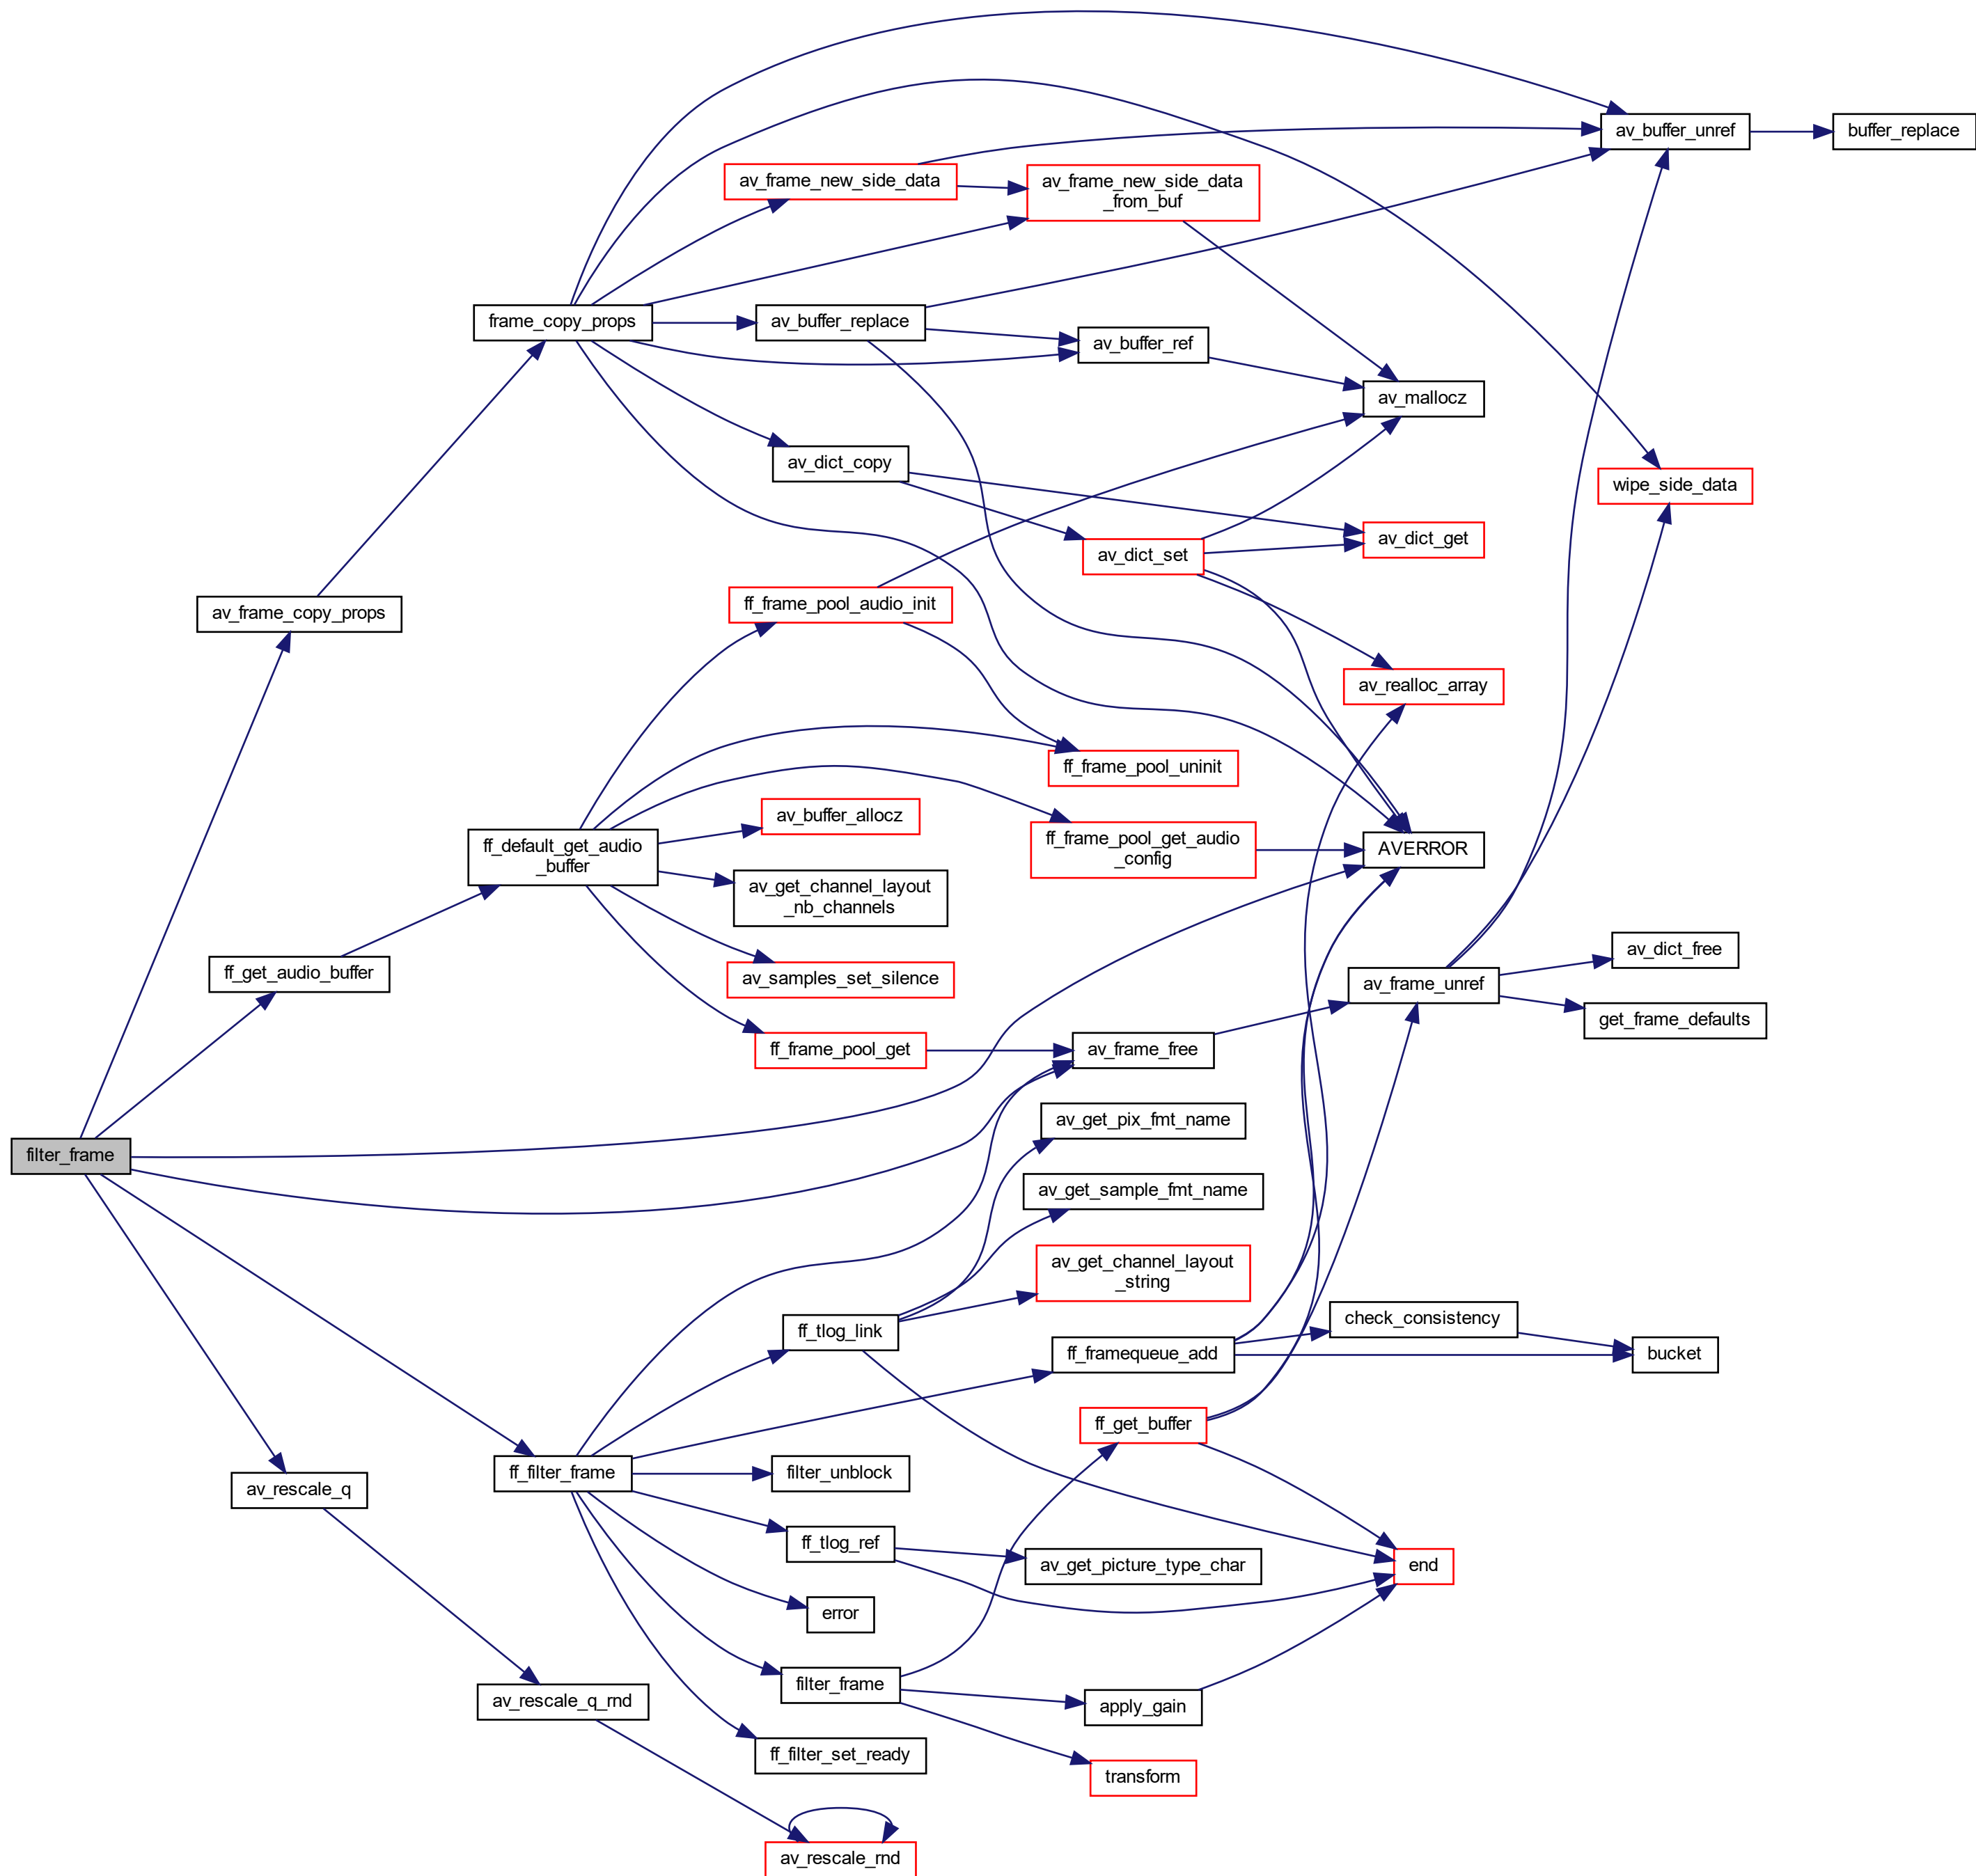 av_buffer_unref
buffer_replace
av_frame_new_side_data
av_frame_new_side_data
_from_buf
frame_copy_props
av_buffer_replace
av_buffer_ref
av_mallocz
av_dict_copy
wipe_side_data
av_dict_get
av_dict_set
av_frame_copy_props
ff_frame_pool_audio_init
av_realloc_array
ff_frame_pool_uninit
av_buffer_allocz
ff_default_get_audio
_buffer
ff_frame_pool_get_audio
_config
AVERROR
av_get_channel_layout
_nb_channels
av_dict_free
ff_get_audio_buffer
av_samples_set_silence
av_frame_unref
get_frame_defaults
ff_frame_pool_get
av_frame_free
av_get_pix_fmt_name
filter_frame
av_get_sample_fmt_name
av_get_channel_layout
_string
ff_tlog_link
check_consistency
ff_framequeue_add
bucket
ff_get_buffer
ff_filter_frame
filter_unblock
av_rescale_q
ff_tlog_ref
av_get_picture_type_char
end
error
filter_frame
apply_gain
av_rescale_q_rnd
ff_filter_set_ready
transform
av_rescale_rnd